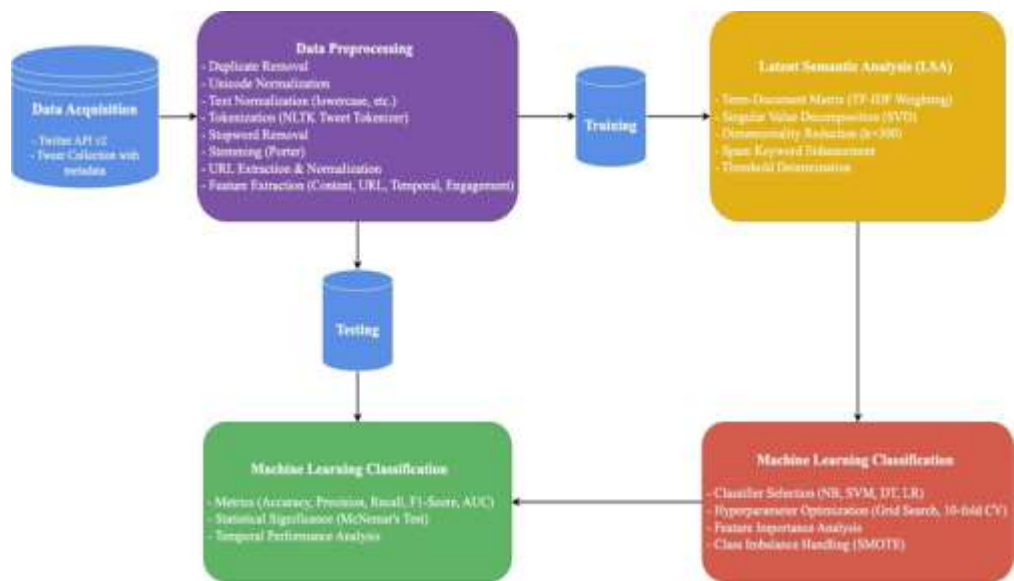 Data Acquisition
- Twitter API v2
- Tweet Collection with
metadata
Data Preprocessing
- Duplicate Removal
- Unicode Normalization
- Text Normalization (lowercase, etc.)
- Tokenization (NLTK Tweet Tokenizer)
- Stopword Removal
- Stemming (Porter)
- URL Extraction & Normalization
- Feature Extraction (Content, URL, Temporal, Engagement)
Training
Latent Semantic Analysis (LSA)
- Term-Document Matrix (TF-IDF Weighting)
- Singular Value Decomposition (SVD)
- Dimensionality Reduction (k=300)
- Spam Keyword Enhancement
- Threshold Determination
Testing
Machine Learning Classification
- Metrics (Accuracy, Precision, Recall, F1-Score, AUC)
- Statistical Significance (McNemar's Test)
- Temporal Performance Analysis
Machine Learning Classification
- Classifier Selection (NB, SVM, DT, LR)
- Hyperparameter Optimization (Grid Search, 10-fold CV)
- Feature Importance Analysis
- Class Imbalance Handling (SMOTE)